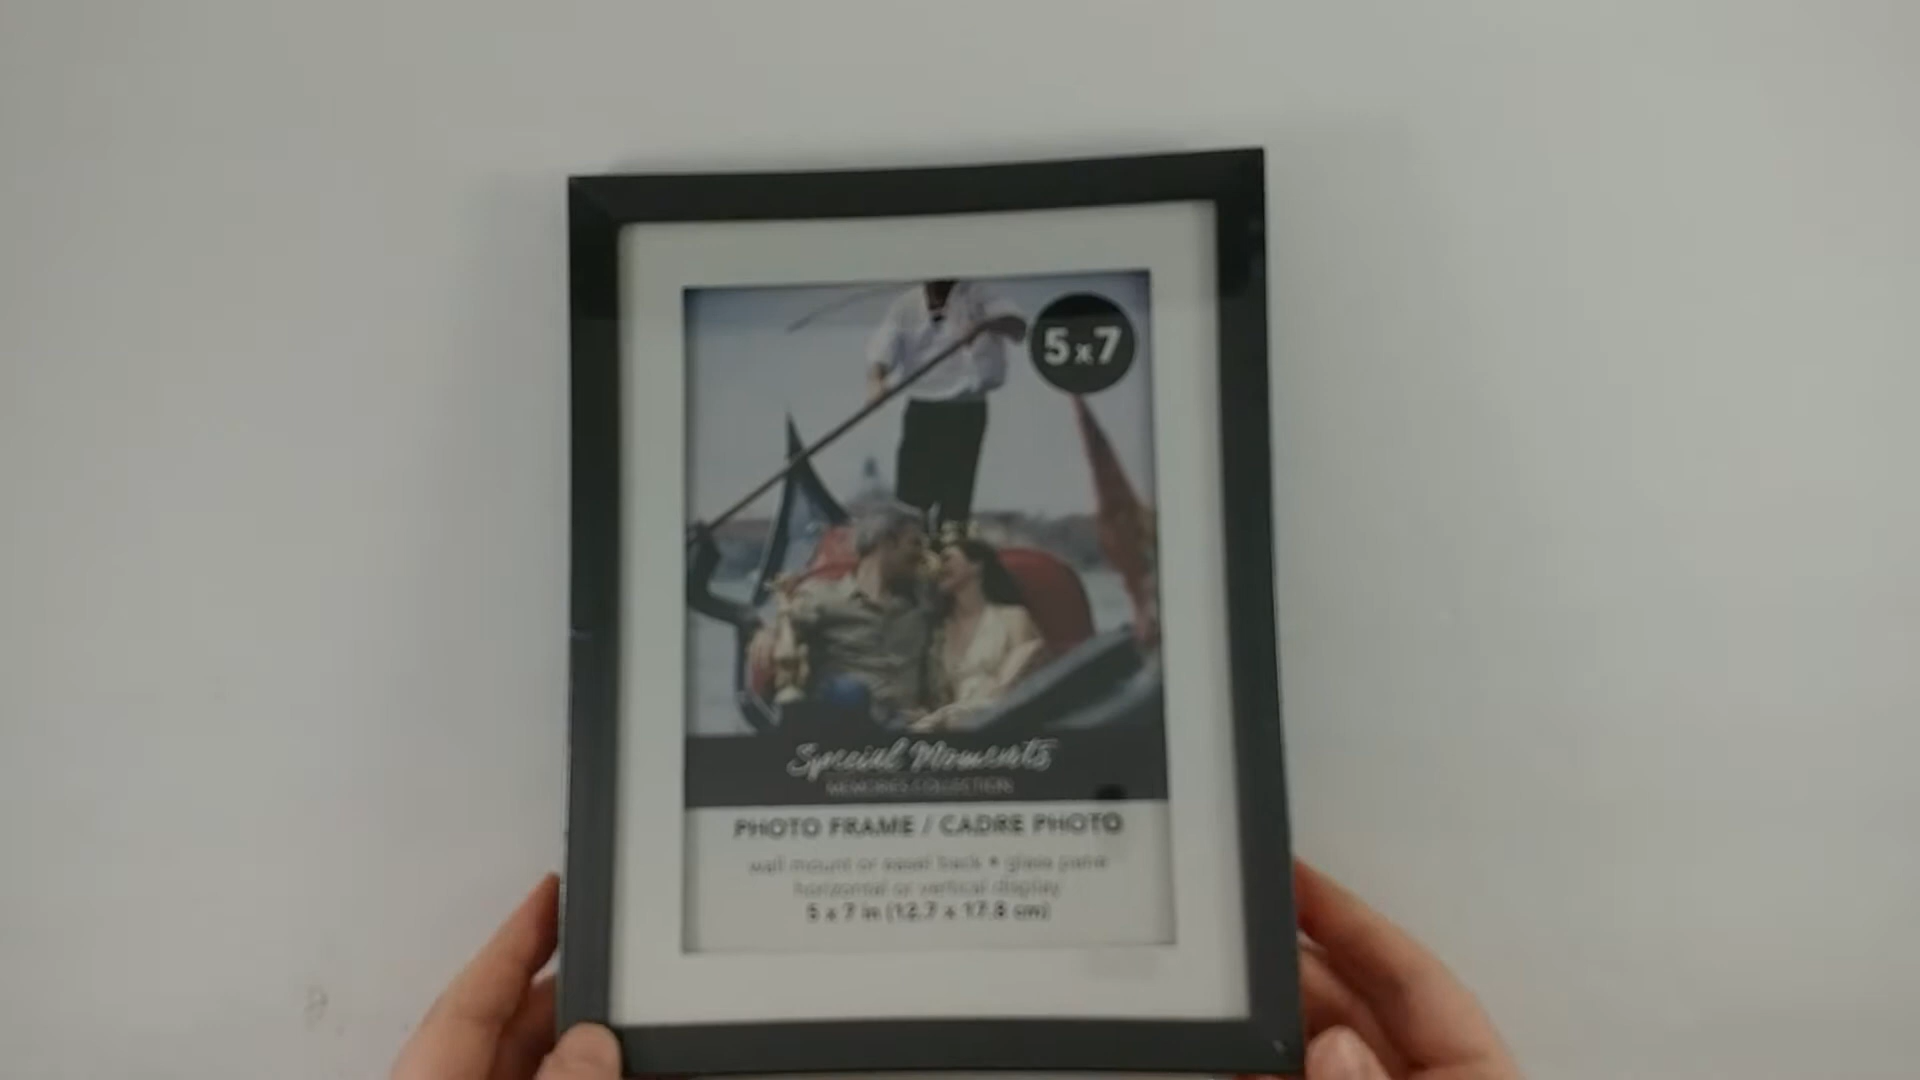 5x7
Special Moments
MEMORIES COLLECTION
PHOTO FRAME / CADRE PHOTO
wall mount or easel back • glass pane
horizontal or vertical display
5 x 7 in (12.7 x 17.8 cm)